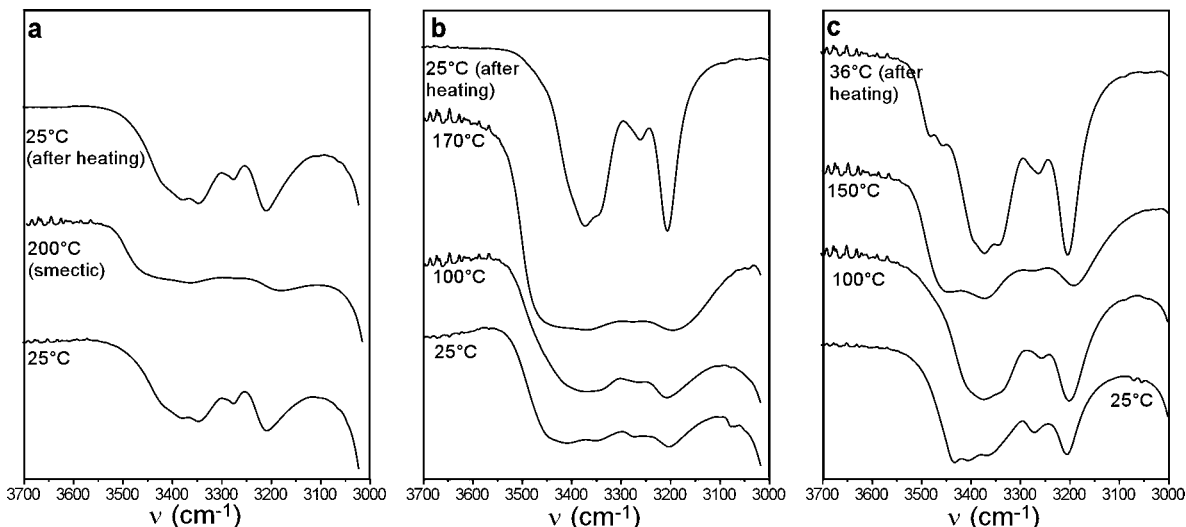 a
25°C
(after heating)
200°C
(smectic)
25°C
3700 3600 3500 3400 3300 3200 3100 3000
ν (cm-1)
b
25°C (after
heating)
170°C
100°C
25°C
3700 3600 3500 3400 3300 3200 3100 3000
ν (cm-1)
c
36°C (after
heating)
150°C
100°C
25°C
3700 3600 3500 3400 3300 3200 3100 3000
ν (cm-1)